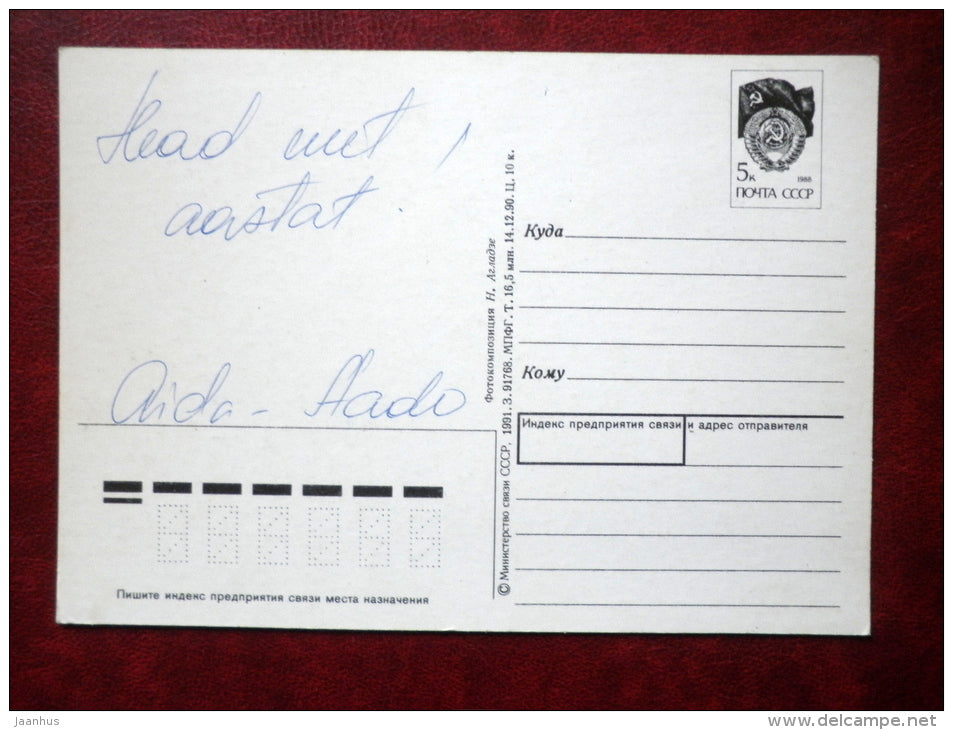 Head uut
aastat.
Aida - Aado
5к 1988
ПОЧТА СССР
Куда
Кому
Индекс предприятия связи и адрес отправителя
Фотокомпозиция Н. Агладзе
© Министерство связи СССР, 1991. З. 91768. МПФГ. Т. 16,5 млн. 14.12.90. Ц. 10 к.
Пишите индекс предприятия связи места назначения
Jaanhus
www.delcampe.net